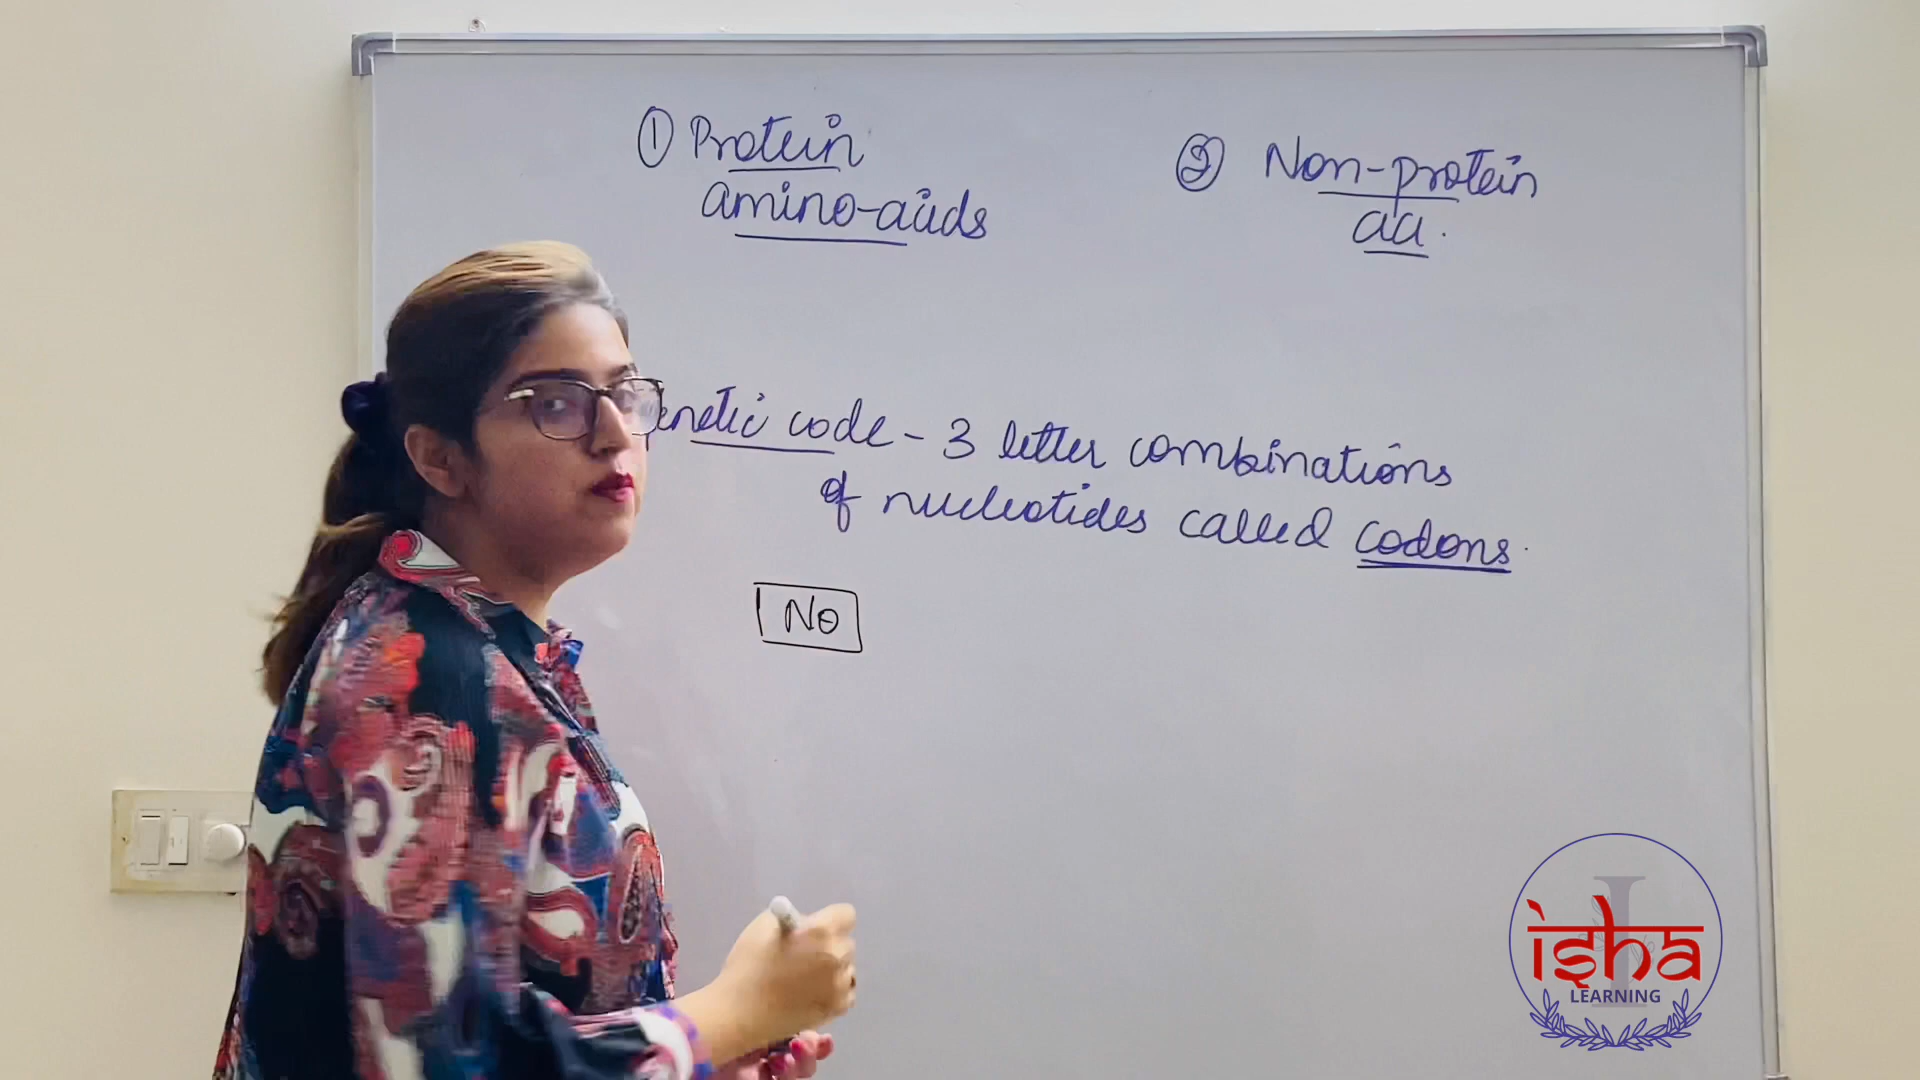 ① Protein
amino-acids
② Non-protein
aa.
enetic code - 3 letter combinations
of nucleotides called codons.
No
isha
LEARNING